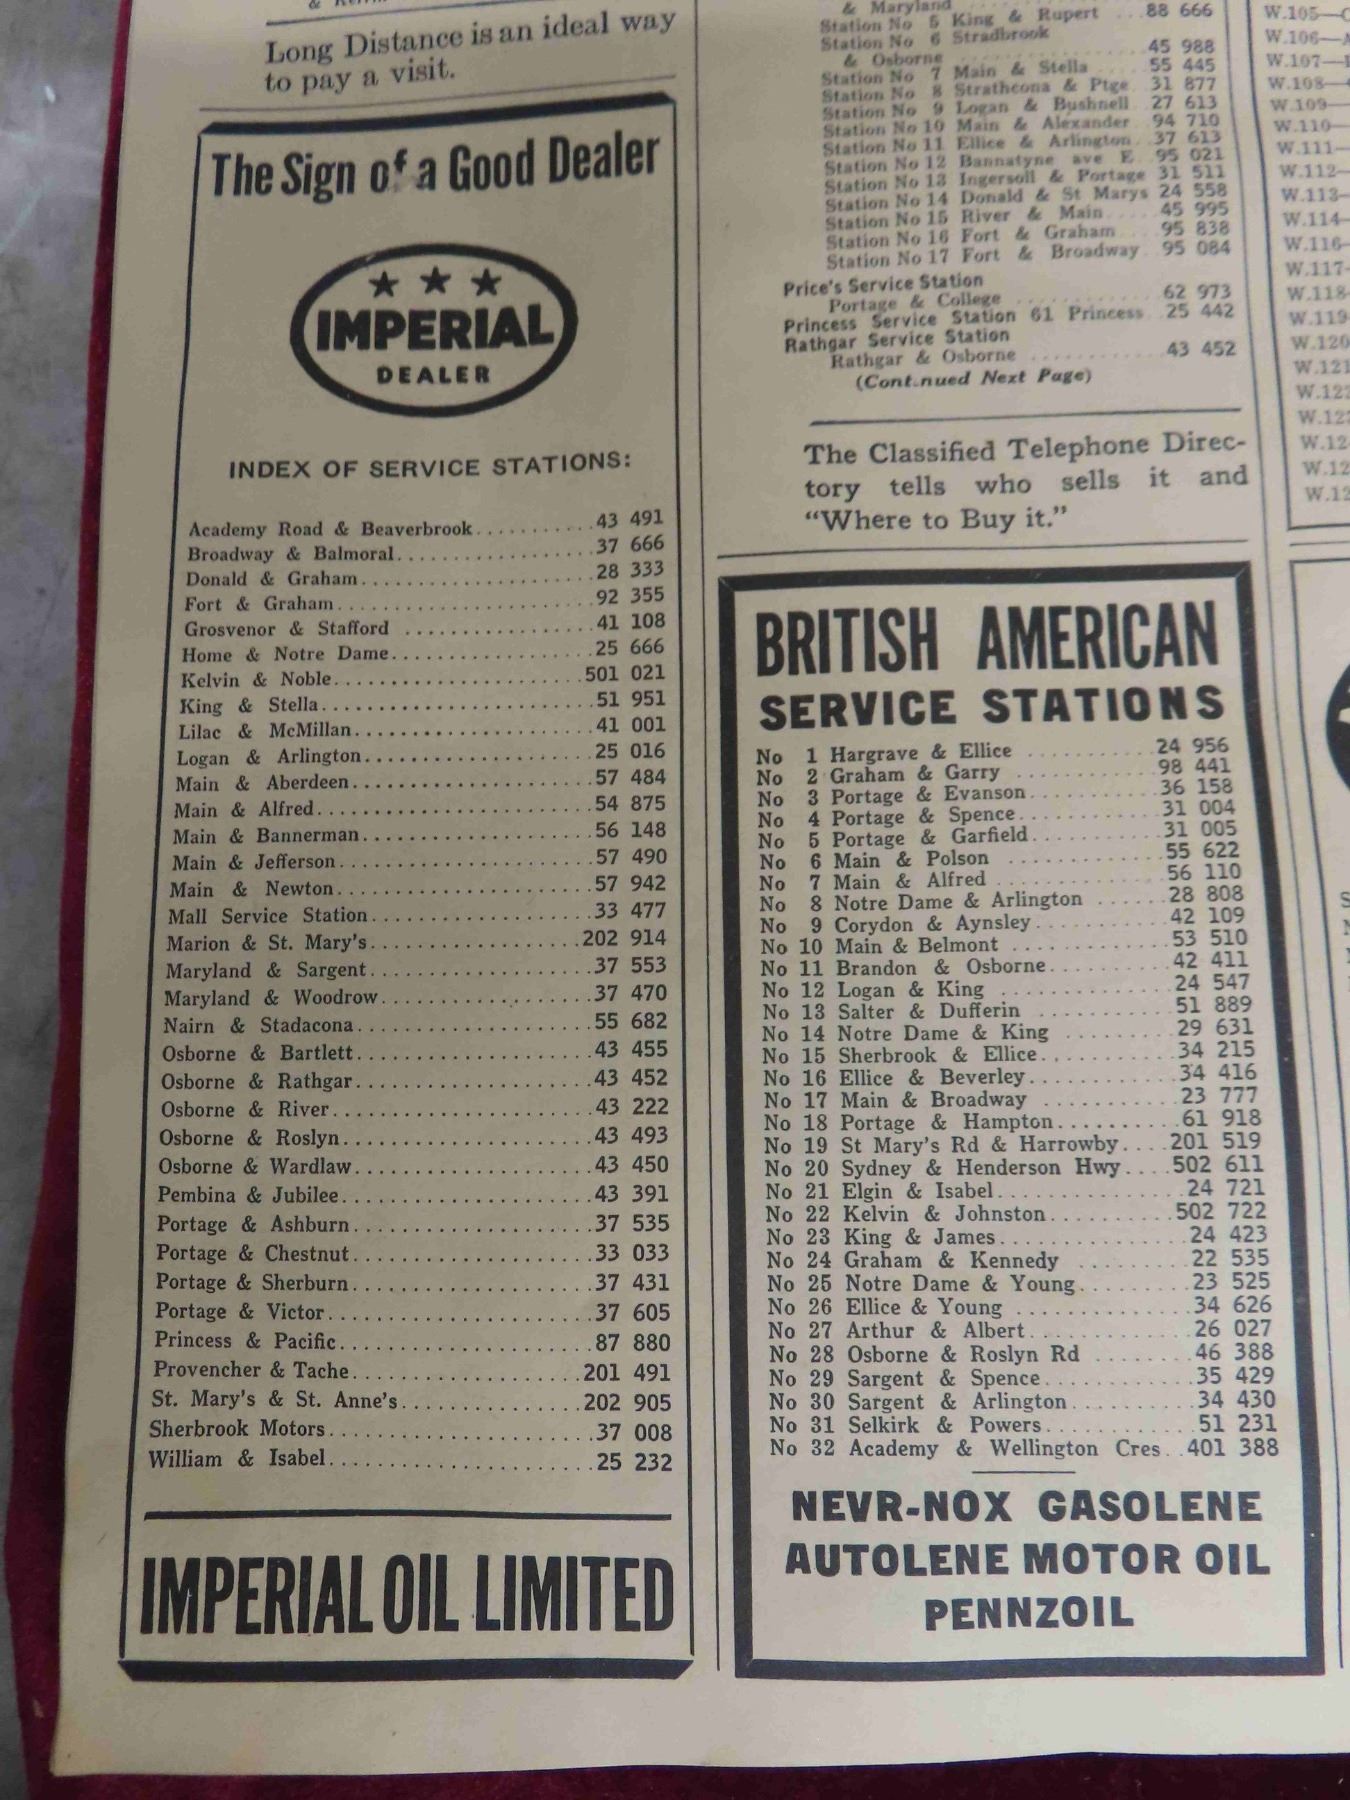 Long Distance is an ideal way
to pay a visit.
The Sign of a Good Dealer
IMPERIAL
DEALER
INDEX OF SERVICE STATIONS:
Academy Road & Beaverbrook..........43 491
Broadway & Balmoral..........37 666
Donald & Graham..........28 333
Fort & Graham..........92 355
Grosvenor & Stafford ..........41 108
Home & Notre Dame..........25 666
Kelvin & Noble..........501 021
King & Stella..........51 951
Lilac & McMillan..........41 001
Logan & Arlington..........25 016
Main & Aberdeen..........57 484
Main & Alfred..........54 875
Main & Bannerman..........56 148
Main & Jefferson..........57 490
Main & Newton..........57 942
Mall Service Station..........33 477
Marion & St. Mary's..........202 914
Maryland & Sargent..........37 553
Maryland & Woodrow..........37 470
Nairn & Stadacona..........55 682
Osborne & Bartlett..........43 455
Osborne & Rathgar..........43 452
Osborne & River..........43 222
Osborne & Roslyn..........43 493
Osborne & Wardlaw..........43 450
Pembina & Jubilee..........43 391
Portage & Ashburn..........37 535
Portage & Chestnut..........33 033
Portage & Sherburn..........37 431
Portage & Victor..........37 605
Princess & Pacific..........87 880
Provencher & Tache..........201 491
St. Mary's & St. Anne's..........202 905
Sherbrook Motors..........37 008
William & Isabel..........25 232
IMPERIAL OIL LIMITED
& Maryland
Station No 5 King & Rupert ...88 666
Station No 6 Stradbrook
& Osborne ..........45 988
Station No 7 Main & Stella ....55 445
Station No 8 Strathcona & Ptge 31 877
Station No 9 Logan & Bushnell 27 613
Station No 10 Main & Alexander 94 710
Station No 11 Ellice & Arlington 37 613
Station No 12 Bannatyne ave E 95 021
Station No 13 Ingersoll & Portage 31 511
Station No 14 Donald & St Marys 24 558
Station No 15 River & Main ....45 995
Station No 16 Fort & Graham ...95 838
Station No 17 Fort & Broadway 95 084
Price's Service Station
Portage & College ..........62 973
Princess Service Station 61 Princess 25 442
Rathgar Service Station
Rathgar & Osborne ..........43 452
(Cont.nued Next Page)
The Classified Telephone Direc-
tory tells who sells it and
“Where to Buy it.”
BRITISH AMERICAN
SERVICE STATIONS
No 1 Hargrave & Ellice ..........24 956
No 2 Graham & Garry ..........98 441
No 3 Portage & Evanson..........36 158
No 4 Portage & Spence..........31 004
No 5 Portage & Garfield..........31 005
No 6 Main & Polson ..........55 622
No 7 Main & Alfred ..........56 110
No 8 Notre Dame & Arlington ......28 808
No 9 Corydon & Aynsley..........42 109
No 10 Main & Belmont ..........53 510
No 11 Brandon & Osborne..........42 411
No 12 Logan & King ..........24 547
No 13 Salter & Dufferin ..........51 889
No 14 Notre Dame & King ..........29 631
No 15 Sherbrook & Ellice..........34 215
No 16 Ellice & Beverley..........34 416
No 17 Main & Broadway ..........23 777
No 18 Portage & Hampton..........61 918
No 19 St Mary's Rd & Harrowby....201 519
No 20 Sydney & Henderson Hwy....502 611
No 21 Elgin & Isabel..........24 721
No 22 Kelvin & Johnston..........502 722
No 23 King & James..........24 423
No 24 Graham & Kennedy ..........22 535
No 25 Notre Dame & Young..........23 525
No 26 Ellice & Young ..........34 626
No 27 Arthur & Albert..........26 027
No 28 Osborne & Roslyn Rd ........46 388
No 29 Sargent & Spence..........35 429
No 30 Sargent & Arlington..........34 430
No 31 Selkirk & Powers..........51 231
No 32 Academy & Wellington Cres..401 388
NEVR-NOX GASOLENE
AUTOLENE MOTOR OIL
PENNZOIL
W.105—
W.106—
W.107—
W.108—
W.109—
W.110—
W.111—
W.112—
W.113—
W.114—
W.116—
W.117-
W.118-
W.119
W.120
W.121